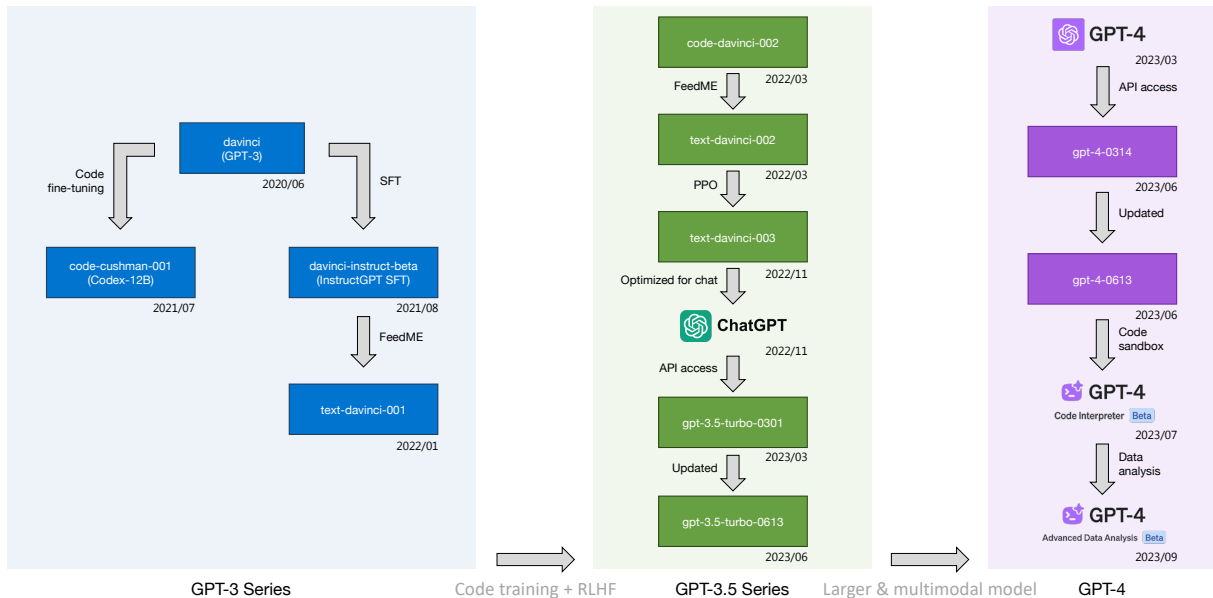 davinci
(GPT-3)
2020/06
Code
fine-tuning
SFT
code-cushman-001
(Codex-12B)
2021/07
davinci-instruct-beta
(InstructGPT SFT)
2021/08
FeedME
text-davinci-001
2022/01
GPT-3 Series
Code training + RLHF
code-davinci-002
2022/03
FeedME
text-davinci-002
2022/03
PPO
text-davinci-003
2022/11
Optimized for chat
ChatGPT
2022/11
API access
gpt-3.5-turbo-0301
2023/03
Updated
gpt-3.5-turbo-0613
2023/06
GPT-3.5 Series
Larger & multimodal model
GPT-4
2023/03
API access
gpt-4-0314
2023/06
Updated
gpt-4-0613
2023/06
Code
sandbox
GPT-4
Code Interpreter Beta
2023/07
Data
analysis
GPT-4
Advanced Data Analysis Beta
2023/09
GPT-4